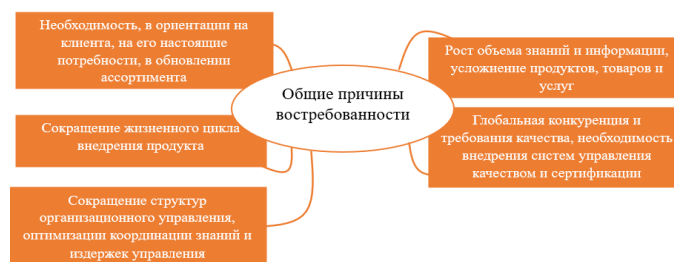 Необходимость, в ориентации на
клиента, на его настоящие
потребности, в обновлении
ассортимента
Рост объема знаний и информации,
усложнение продуктов, товаров и
услуг
Общие причины
востребованности
Сокращение жизненного цикла
внедрения продукта
Глобальная конкуренция и
требования качества, необходимость
внедрения систем управления
качеством и сертификации
Сокращение структур
организационного управления,
оптимизации координации знаний и
издержек управления